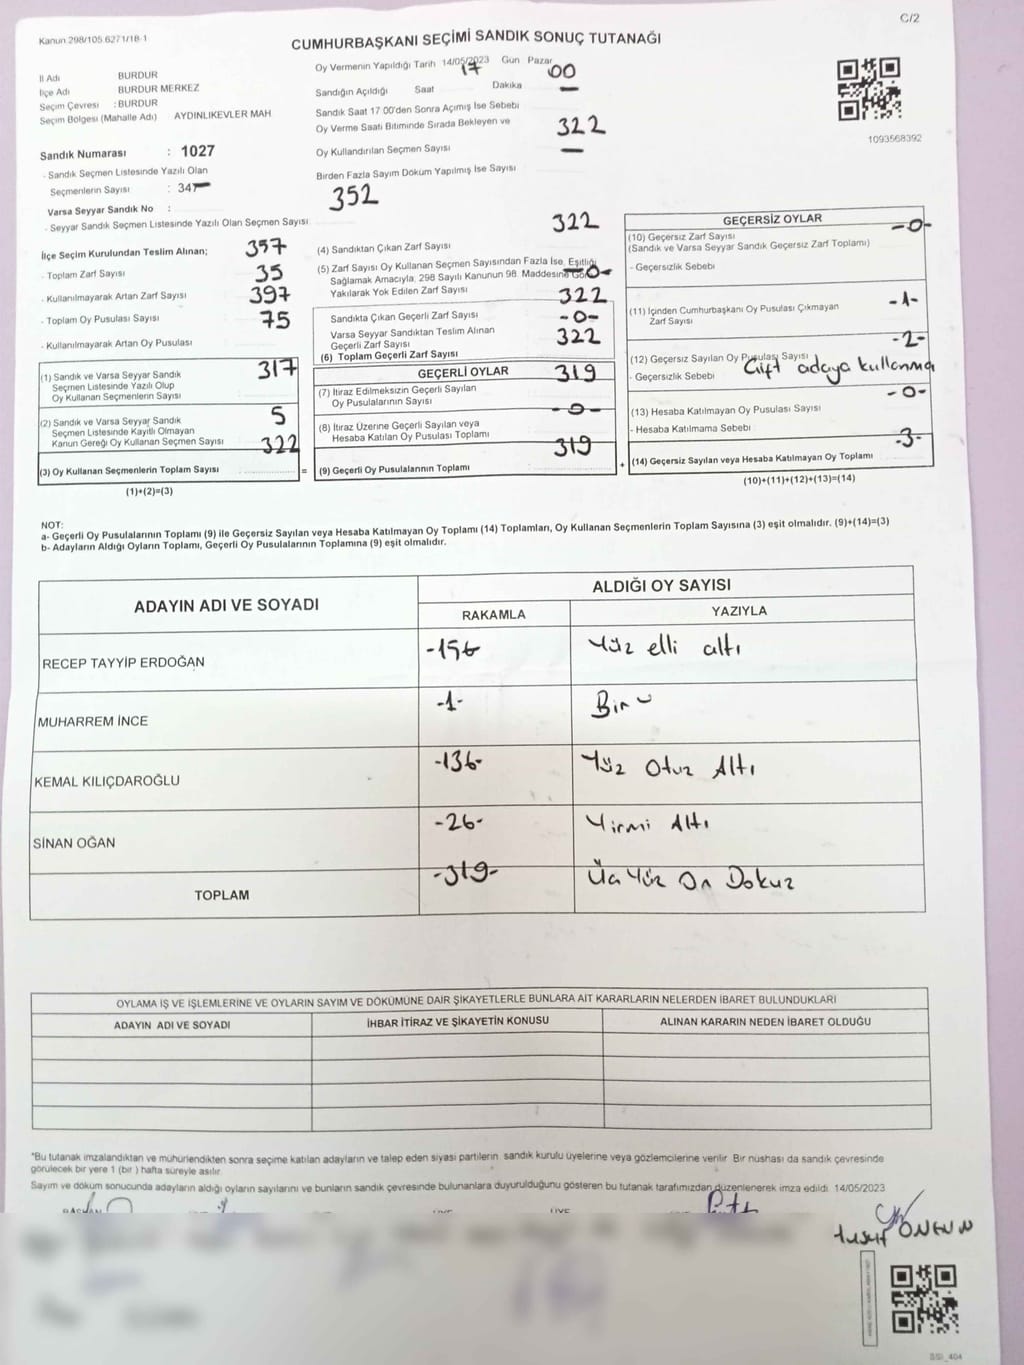 C/2
Kanun 298/105 6271/18-1
CUMHURBAŞKANI SEÇİMİ SANDIK SONUÇ TUTANAĞI
İl Adı BURDUR
İlçe Adı BURDUR MERKEZ
Seçim Çevresi : BURDUR
Seçim Bölgesi (Mahalle Adı) AYDINLIKEVLER MAH
Sandık Numarası : 1027
- Sandık Seçmen Listesinde Yazılı Olan
Seçmenlerin Sayısı : 347
Varsa Seyyar Sandık No :
- Seyyar Sandık Seçmen Listesinde Yazılı Olan Seçmen Sayısı
Oy Vermenin Yapıldığı Tarih 14/05/2023 Gün Pazar
Sandığın Açıldığı Saat 17 Dakika 00
Sandık Saat 17 00'den Sonra Açımış İse Sebebi —
Oy Verme Saati Bitiminde Sırada Bekleyen ve
Oy Kullandırılan Seçmen Sayısı 322
Birden Fazla Sayım Döküm Yapılmış İse Sayısı —
352
1093568392
İlçe Seçim Kurulundan Teslim Alınan;
- Toplam Zarf Sayısı 357
- Kullanılmayarak Artan Zarf Sayısı 35
- Toplam Oy Pusulası Sayısı 397
- Kullanılmayarak Artan Oy Pusulası 75
(1) Sandık ve Varsa Seyyar Sandık
Seçmen Listesinde Yazılı Olup
Oy Kullanan Seçmenlerin Sayısı 317
(2) Sandık ve Varsa Seyyar Sandık
Seçmen Listesinde Kayıtlı Olmayan
Kanun Gereği Oy Kullanan Seçmen Sayısı 5
(3) Oy Kullanan Seçmenlerin Toplam Sayısı 322
(1)+(2)=(3)
(4) Sandıktan Çıkan Zarf Sayısı 322
(5) Zarf Sayısı Oy Kullanan Seçmen Sayısından Fazla İse, Eşitliği
Sağlamak Amacıyla, 298 Sayılı Kanunun 98. Maddesine Göre
Yakılarak Yok Edilen Zarf Sayısı -0-
Sandıkta Çıkan Geçerli Zarf Sayısı 322
Varsa Seyyar Sandıktan Teslim Alınan
Geçerli Zarf Sayısı -0-
(6) Toplam Geçerli Zarf Sayısı 322
GEÇERLİ OYLAR
(7) İtiraz Edilmeksizin Geçerli Sayılan
Oy Pusulalarının Sayısı 319
(8) İtiraz Üzerine Geçerli Sayılan veya
Hesaba Katılan Oy Pusulası Toplamı -0-
= (9) Geçerli Oy Pusulalarının Toplamı 319
GEÇERSİZ OYLAR
(10) Geçersiz Zarf Sayısı -0-
(Sandık ve Varsa Seyyar Sandık Geçersiz Zarf Toplamı)
- Geçersizlik Sebebi
(11) İçinden Cumhurbaşkanı Oy Pusulası Çıkmayan
Zarf Sayısı -1-
(12) Geçersiz Sayılan Oy Pusulası Sayısı -2-
- Geçersizlik Sebebi Çift adaya kullanma
(13) Hesaba Katılmayan Oy Pusulası Sayısı -0-
- Hesaba Katılmama Sebebi
+ (14) Geçersiz Sayılan veya Hesaba Katılmayan Oy Toplamı -3-
(10)+(11)+(12)+(13)=(14)
NOT:
a- Geçerli Oy Pusulalarının Toplamı (9) ile Geçersiz Sayılan veya Hesaba Katılmayan Oy Toplamı (14) Toplamları, Oy Kullanan Seçmenlerin Toplam Sayısına (3) eşit olmalıdır. (9)+(14)=(3)
b- Adayların Aldığı Oyların Toplamı, Geçerli Oy Pusulalarının Toplamına (9) eşit olmalıdır.
ADAYIN ADI VE SOYADI ALDIĞI OY SAYISI
RAKAMLA YAZIYLA
RECEP TAYYİP ERDOĞAN -156 Yüz elli altı
MUHARREM İNCE -1- Bir
KEMAL KILIÇDAROĞLU -136- Yüz Otuz Altı
SİNAN OĞAN -26- Yirmi Altı
TOPLAM -319- Üç Yüz On Dokuz
OYLAMA İŞ VE İŞLEMLERİNE VE OYLARIN SAYIM VE DÖKÜMÜNE DAİR ŞİKAYETLERLE BUNLARA AİT KARARLARIN NELERDEN İBARET BULUNDUKLARI
ADAYIN ADI VE SOYADI İHBAR İTİRAZ VE ŞİKAYETİN KONUSU ALINAN KARARIN NEDEN İBARET OLDUĞU
*Bu tutanak imzalandıktan ve mühürlendikten sonra seçime katılan adayların ve talep eden siyasi partilerin sandık kurulu üyelerine veya gözlemcilerine verilir Bir nüshası da sandık çevresinde
görülecek bir yere 1 (bir) hafta süreyle asılır
Sayım ve döküm sonucunda adayların aldığı oyların sayılarını ve bunların sandık çevresinde bulunanlara duyurulduğunu gösteren bu tutanak tarafımızdan düzenlenerek imza edildi. 14/05/2023
BAŞKAN ÜYE ÜYE
Yusuf